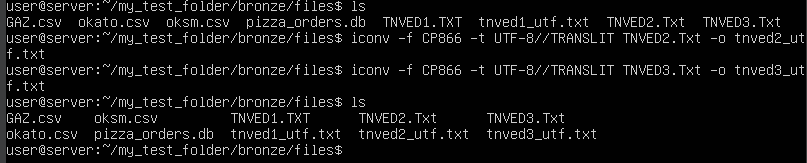 user@server:~/my_test_folder/bronze/files$ ls
GAZ.csv  okato.csv  oksm.csv  pizza_orders.db  TNVED1.TXT  tnved1_utf.txt  TNVED2.Txt  TNVED3.Txt
user@server:~/my_test_folder/bronze/files$ iconv -f CP866 -t UTF-8//TRANSLIT TNVED2.Txt -o tnved2_ut
f.txt
user@server:~/my_test_folder/bronze/files$ iconv -f CP866 -t UTF-8//TRANSLIT TNVED3.Txt -o tnved3_ut
f.txt
user@server:~/my_test_folder/bronze/files$ ls
GAZ.csv    oksm.csv         TNVED1.TXT      TNVED2.Txt      TNVED3.Txt
okato.csv  pizza_orders.db  tnved1_utf.txt  tnved2_utf.txt  tnved3_utf.txt
user@server:~/my_test_folder/bronze/files$